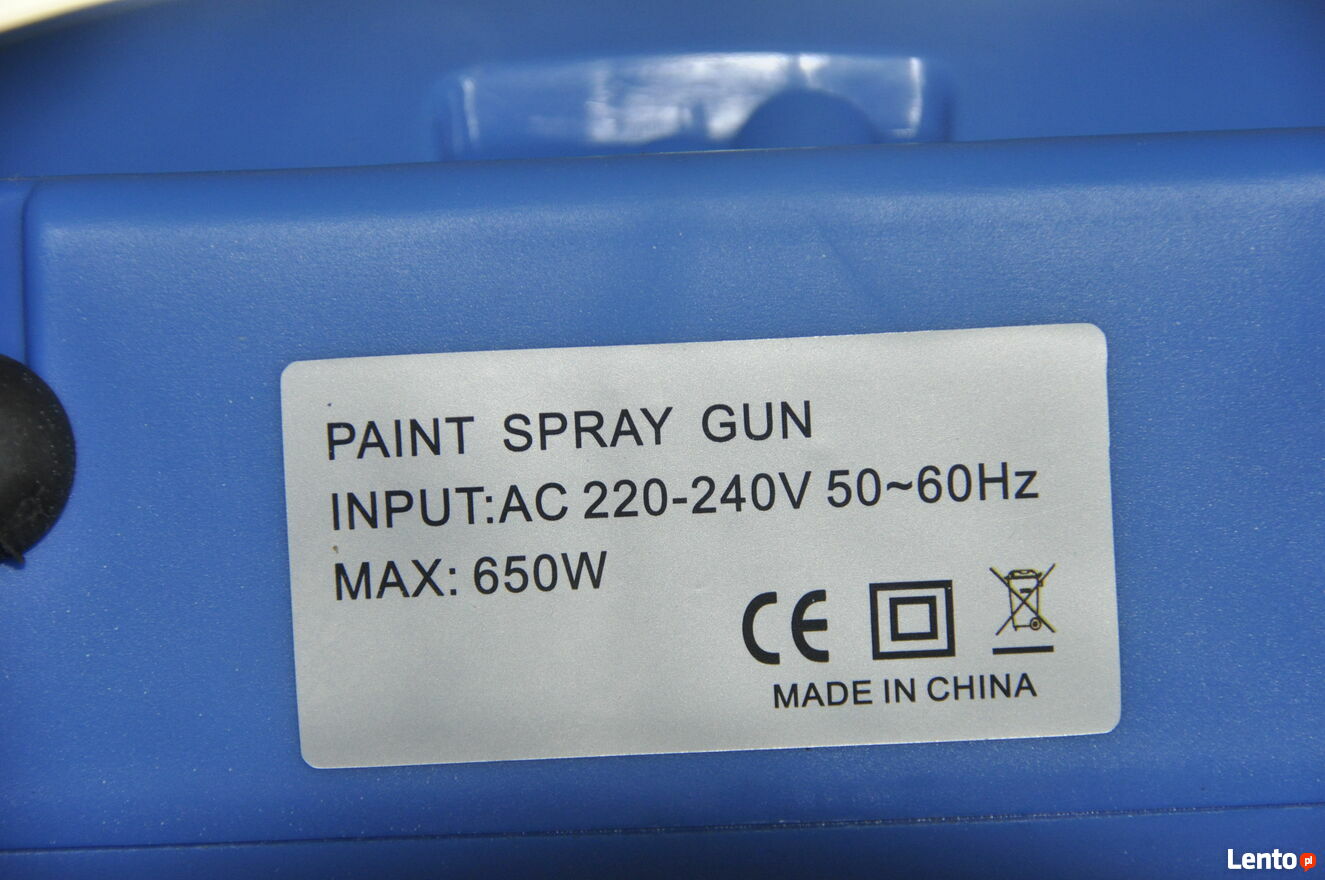 PAINT SPRAY GUN
INPUT:AC 220-240V 50~60Hz
MAX: 650W
CE
MADE IN CHINA
Lento.pl